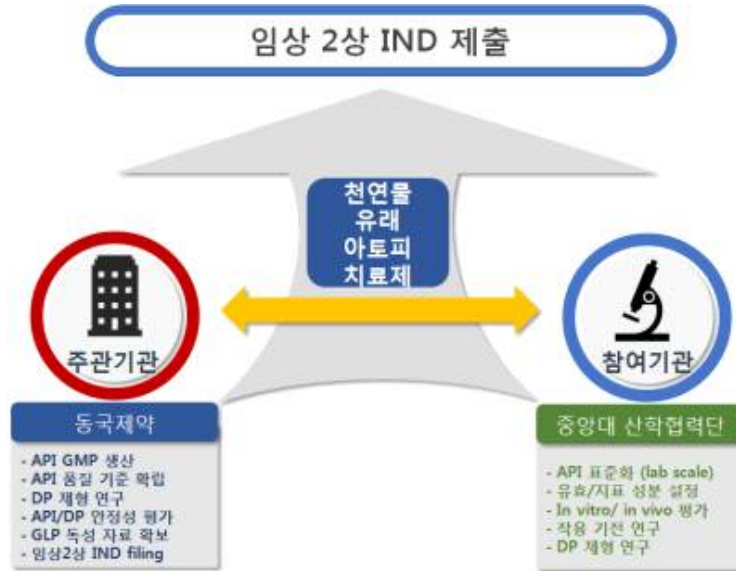 임상 2상 IND 제출
천연물
유래
아토피
치료제
주관기관
참여기관
동국제약
- API GMP 생산
- API 품질 기준 확립
- DP 제형 연구
- API/DP 안정성 평가
- GLP 독성 자료 확보
- 임상2상 IND filing
중앙대 산학협력단
- API 표준화 (lab scale)
- 유효/지표 성분 설정
- In vitro/ in vivo 평가
- 작용 기전 연구
- DP 제형 연구